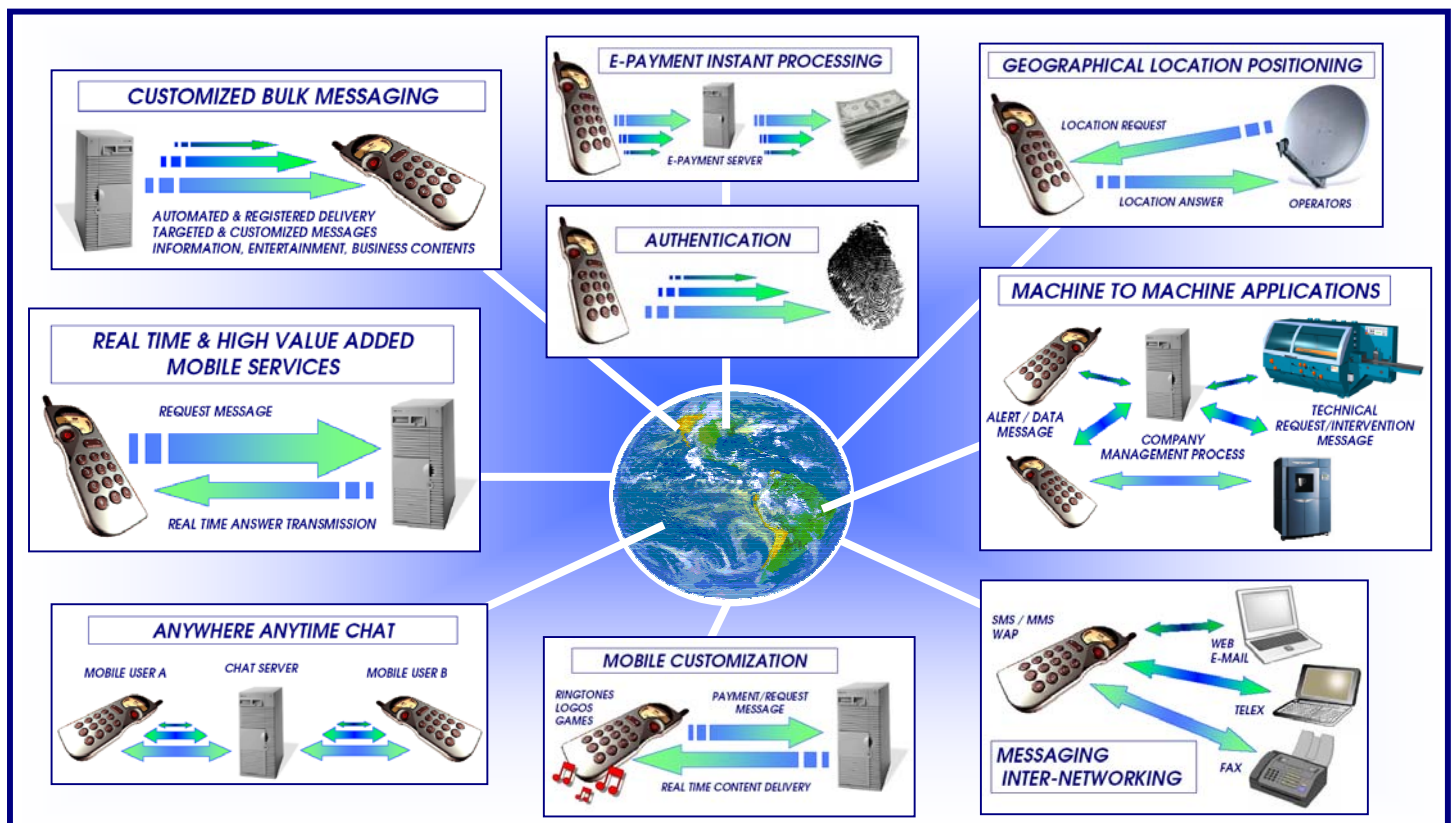 CUSTOMIZED BULK MESSAGING
AUTOMATED & REGISTERED DELIVERY
TARGETED & CUSTOMIZED MESSAGES
INFORMATION, ENTERTAINMENT, BUSINESS CONTENTS
E-PAYMENT INSTANT PROCESSING
E-PAYMENT SERVER
GEOGRAPHICAL LOCATION POSITIONING
LOCATION REQUEST
LOCATION ANSWER
OPERATORS
AUTHENTICATION
REAL TIME & HIGH VALUE ADDED
MOBILE SERVICES
REQUEST MESSAGE
REAL TIME ANSWER TRANSMISSION
MACHINE TO MACHINE APPLICATIONS
ALERT / DATA
MESSAGE
COMPANY
MANAGEMENT PROCESS
TECHNICAL
REQUEST/INTERVENTION
MESSAGE
ANYWHERE ANYTIME CHAT
MOBILE USER A
CHAT SERVER
MOBILE USER B
MOBILE CUSTOMIZATION
RINGTONES
LOGOS
GAMES
PAYMENT/REQUEST
MESSAGE
REAL TIME CONTENT DELIVERY
SMS / MMS
WAP
WEB
E-MAIL
TELEX
FAX
MESSAGING
INTER-NETWORKING